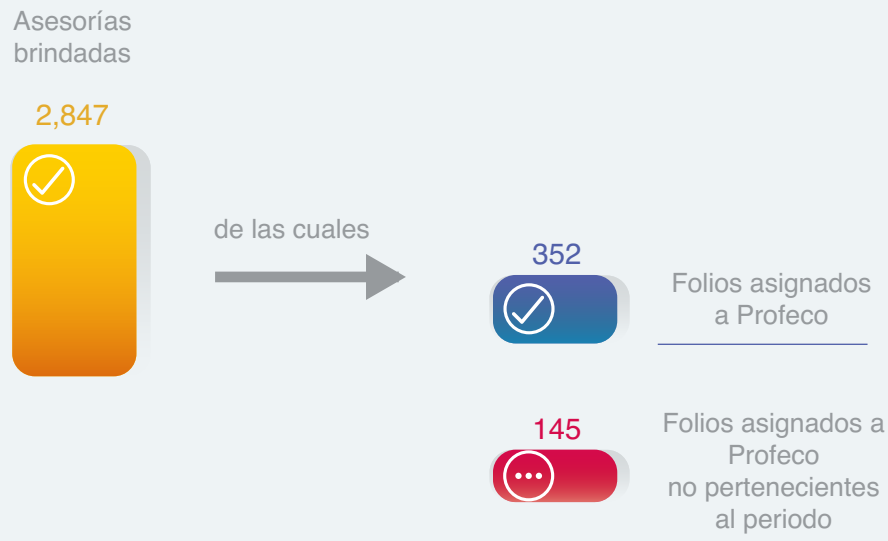 Asesorías
brindadas
2,847
de las cuales
352
Folios asignados
a Profeco
145
Folios asignados a
Profeco
no pertenecientes
al periodo